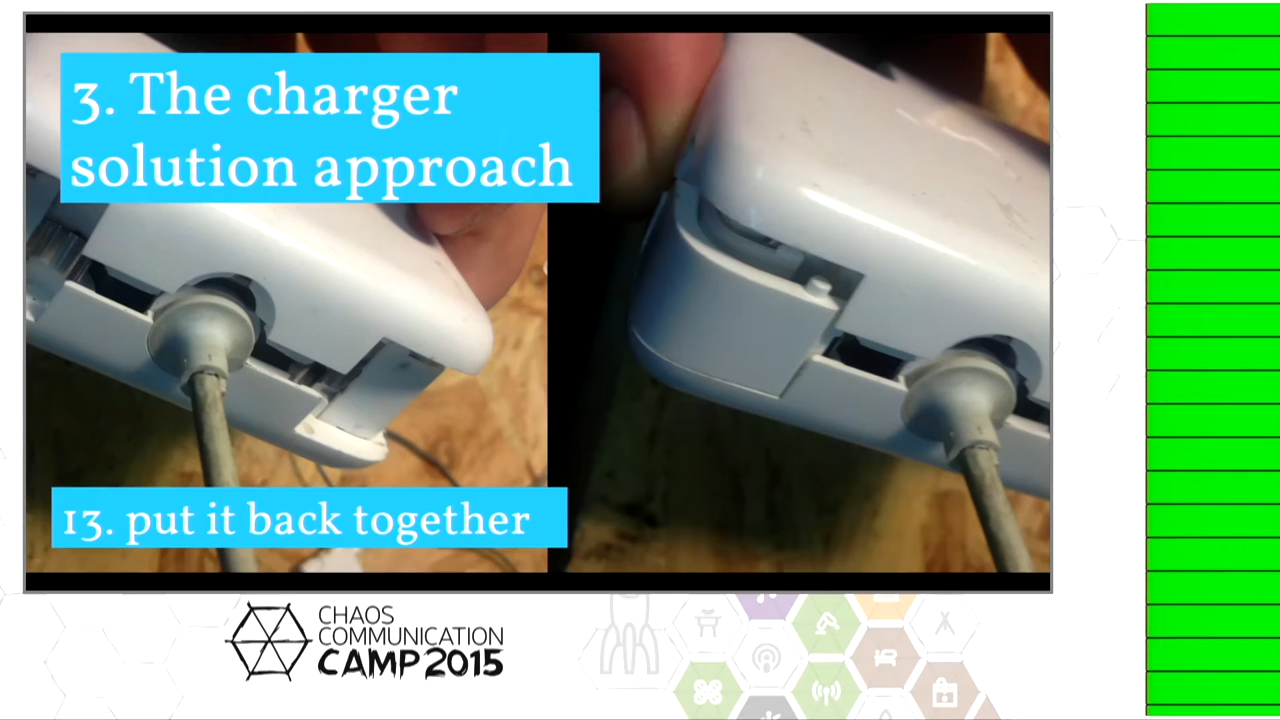 3. The charger
solution approach
13. put it back together
CHAOS
COMMUNICATION
CAMP 2015